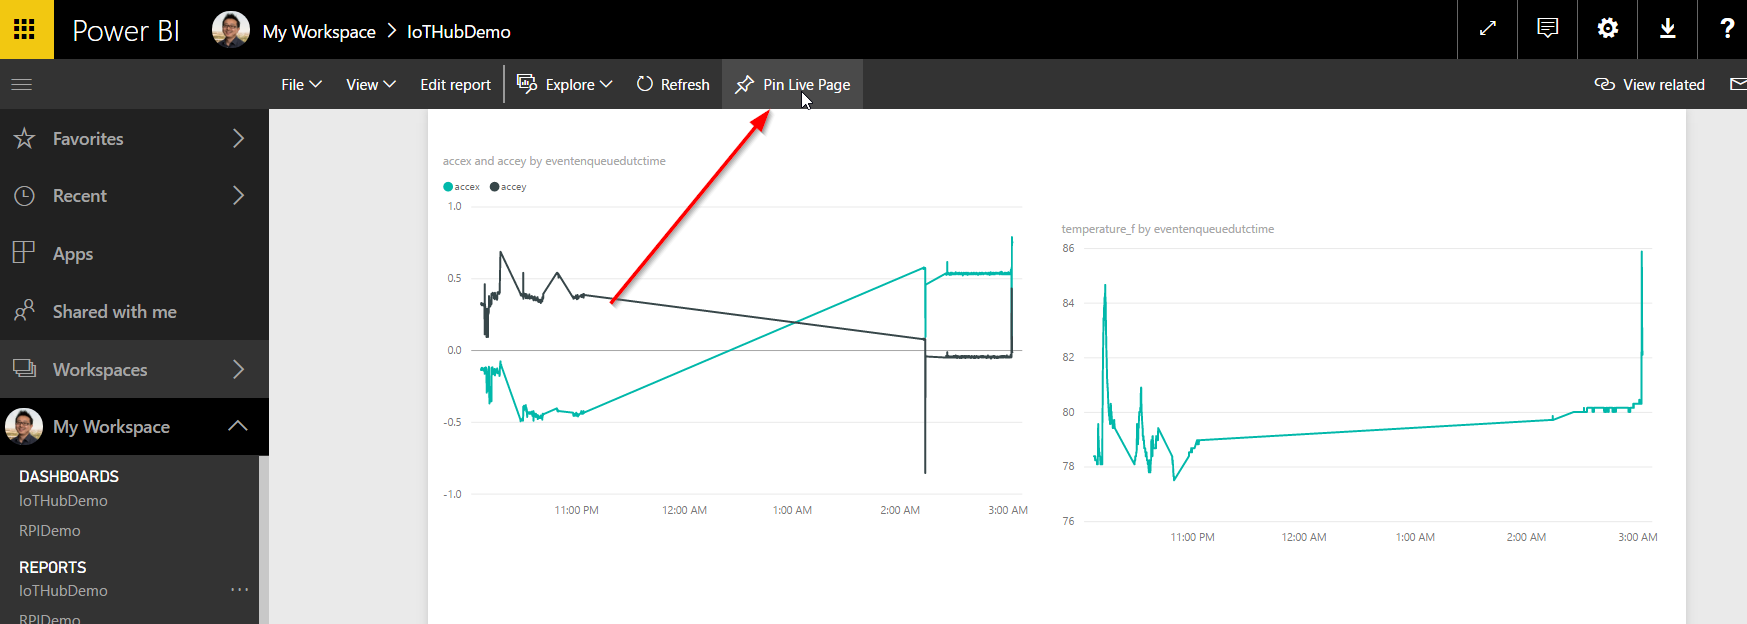 Power BI My Workspace > IoTHubDemo ?
File View Edit report Explore Refresh Pin Live Page View related
Favorites
Recent
Apps
Shared with me
Workspaces
My Workspace
DASHBOARDS
IoTHubDemo
RPIDemo
REPORTS
IoTHubDemo ...
RPIDemo
accex and accey by eventenqueuedutctime
accex accey
1.0
0.5
0.0
-0.5
-1.0
11:00 PM 12:00 AM 1:00 AM 2:00 AM 3:00 AM
temperature_f by eventenqueuedutctime
86
84
82
80
78
76
11:00 PM 12:00 AM 1:00 AM 2:00 AM 3:00 AM